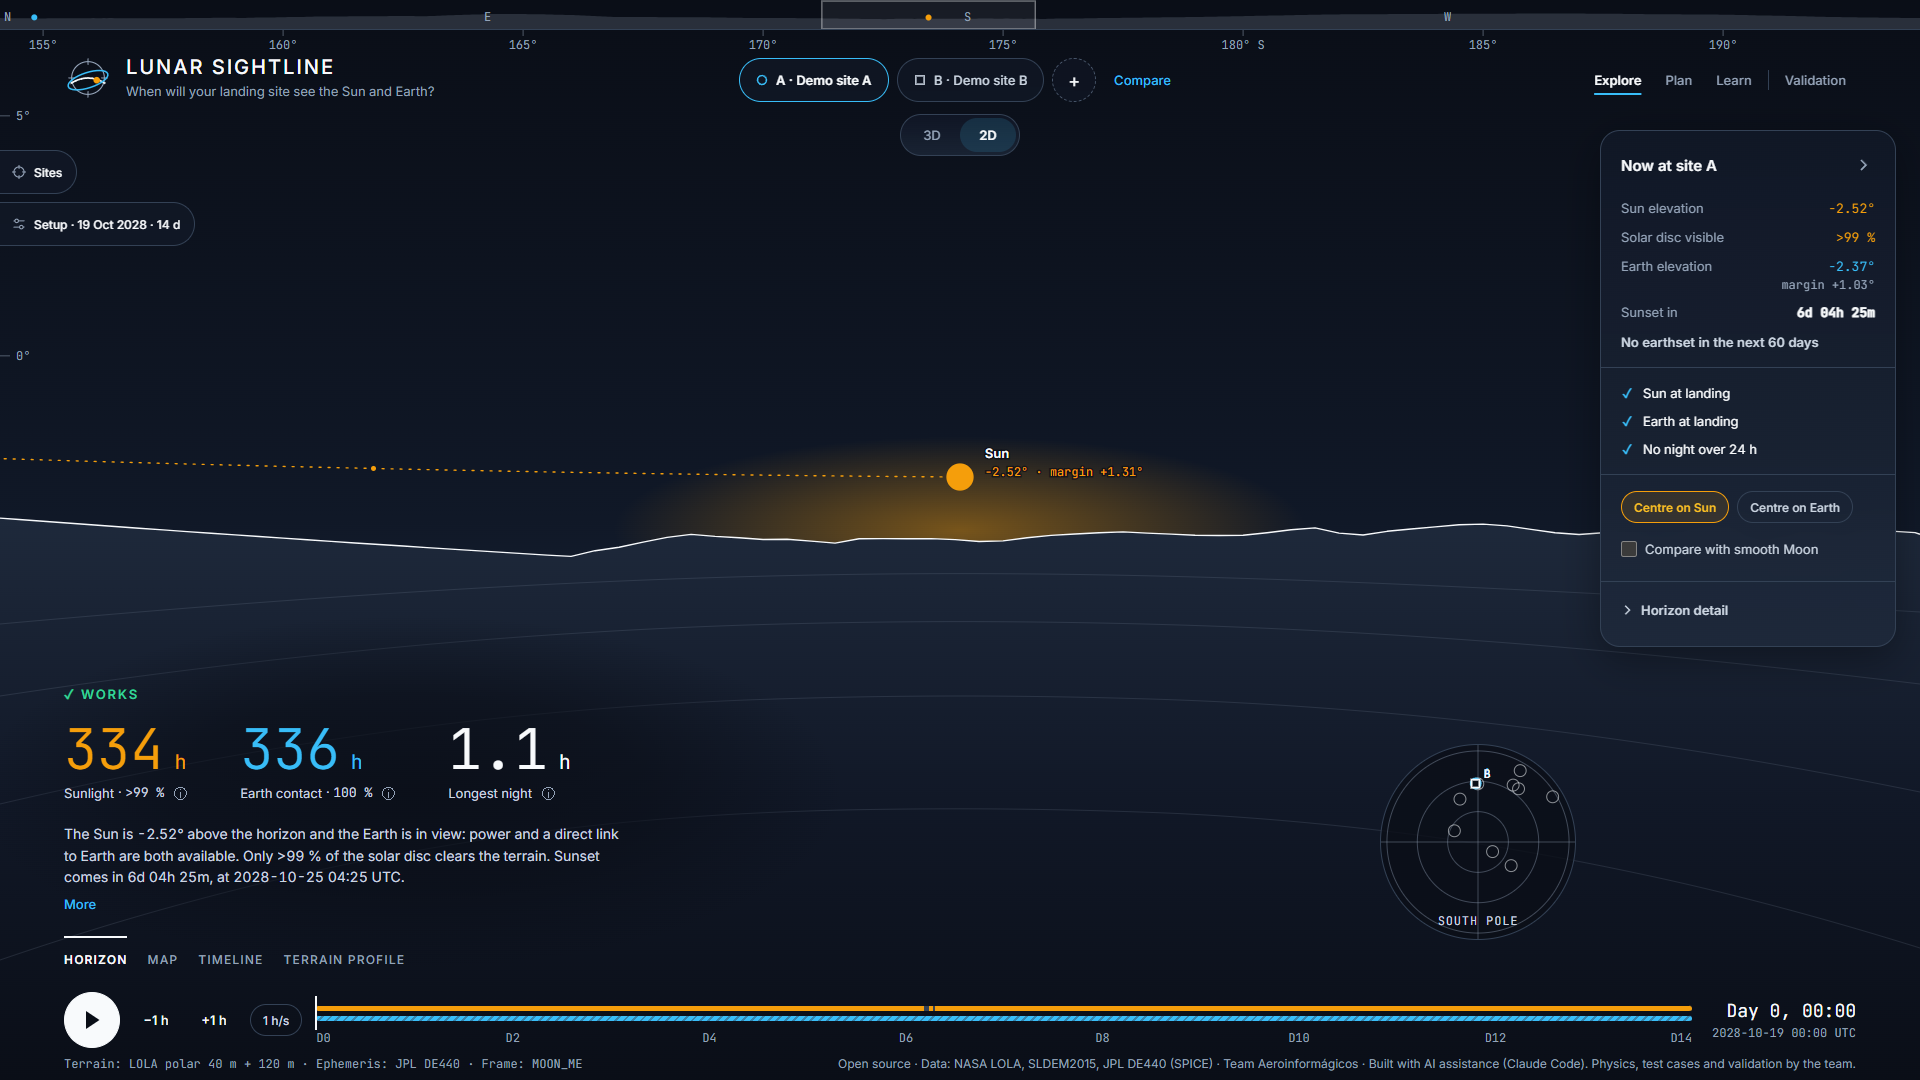 N E S W
155° 160° 165° 170° 175° 180° S 185° 190°
LUNAR SIGHTLINE
When will your landing site see the Sun and Earth?
A · Demo site A
B · Demo site B
+
Compare
Explore
Plan
Learn
Validation
3D
2D
5°
0°
Sites
Setup · 19 Oct 2028 · 14 d
Now at site A
Sun elevation -2.52°
Solar disc visible >99 %
Earth elevation -2.37°
margin +1.03°
Sunset in 6d 04h 25m
No earthset in the next 60 days
✓ Sun at landing
✓ Earth at landing
✓ No night over 24 h
Centre on Sun
Centre on Earth
Compare with smooth Moon
Horizon detail
Sun
-2.52° · margin +1.31°
✓ WORKS
334 h
336 h
1.1 h
Sunlight · >99 %
Earth contact · 100 %
Longest night
The Sun is -2.52° above the horizon and the Earth is in view: power and a direct link
to Earth are both available. Only >99 % of the solar disc clears the terrain. Sunset
comes in 6d 04h 25m, at 2028-10-25 04:25 UTC.
More
B
SOUTH POLE
HORIZON
MAP
TIMELINE
TERRAIN PROFILE
−1 h
+1 h
1 h/s
D0 D2 D4 D6 D8 D10 D12 D14
Day 0, 00:00
2028-10-19 00:00 UTC
Terrain: LOLA polar 40 m + 120 m · Ephemeris: JPL DE440 · Frame: MOON_ME
Open source · Data: NASA LOLA, SLDEM2015, JPL DE440 (SPICE) · Team Aeroinformágicos · Built with AI assistance (Claude Code). Physics, test cases and validation by the team.